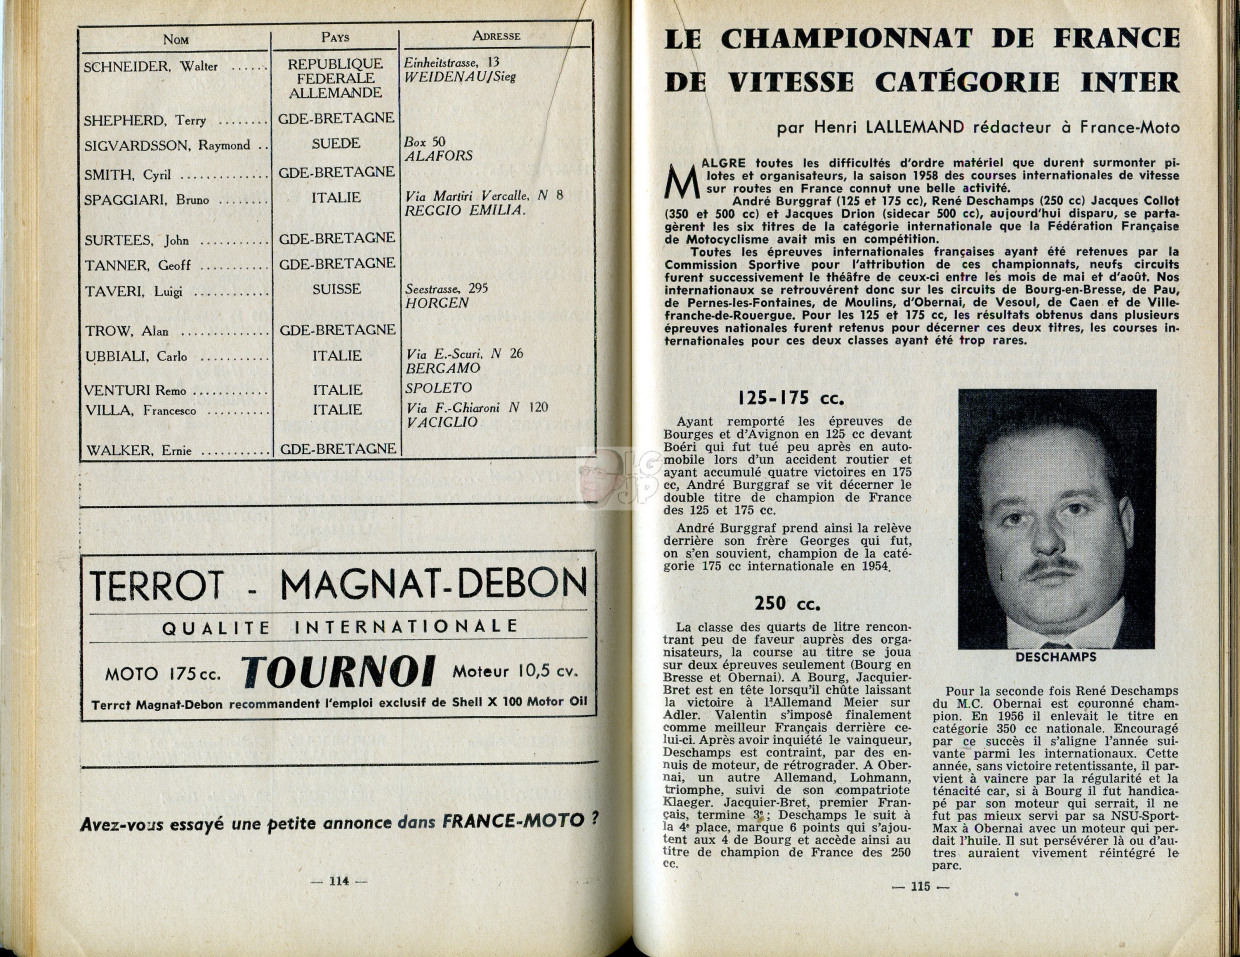 NOM PAYS ADRESSE
SCHNEIDER, Walter ...... REPUBLIQUE FEDERALE ALLEMANDE Einheitstrasse, 13
WEIDENAU/Sieg
SHEPHERD, Terry ........ GDE-BRETAGNE
SIGVARDSSON, Raymond .. SUEDE Box 50
ALAFORS
SMITH, Cyril ............. GDE-BRETAGNE
SPAGGIARI, Bruno ........ ITALIE Via Martiri Vercalle, N 8
REGGIO EMILIA.
SURTEES, John ........... GDE-BRETAGNE
TANNER, Geoff ........... GDE-BRETAGNE
TAVERI, Luigi ............ SUISSE Seestrasse, 295
HORGEN
TROW, Alan ............. GDE-BRETAGNE
UBBIALI, Carlo ........... ITALIE Via E.-Scuri, N 26
BERGAMO
VENTURI Remo ........... ITALIE SPOLETO
VILLA, Francesco .......... ITALIE Via F.-Ghiaroni N 120
VACIGLIO
WALKER, Ernie ........... GDE-BRETAGNE
TERROT - MAGNAT-DEBON
QUALITE INTERNATIONALE
MOTO 175cc. TOURNOI Moteur 10,5 cv.
Terrot Magnat-Debon recommandent l'emploi exclusif de Shell X 100 Motor Oil
Avez-vous essayé une petite annonce dans FRANCE-MOTO ?
— 114 —
LE CHAMPIONNAT DE FRANCE
DE VITESSE CATÉGORIE INTER
par Henri LALLEMAND rédacteur à France-Moto
MALGRE toutes les difficultés d'ordre matériel que durent surmonter pi-
lotes et organisateurs, la saison 1958 des courses internationales de vitesse
sur routes en France connut une belle activité.
André Burggraf (125 et 175 cc), René Deschamps (250 cc) Jacques Collot
(350 et 500 cc) et Jacques Drion (sidecar 500 cc), aujourd'hui disparu, se parta-
gèrent les six titres de la catégorie internationale que la Fédération Française
de Motocyclisme avait mis en compétition.
Toutes les épreuves internationales françaises ayant été retenues par la
Commission Sportive pour l'attribution de ces championnats, neufs circuits
furent successivement le théâtre de ceux-ci entre les mois de mai et d'août. Nos
internationaux se retrouvérent donc sur les circuits de Bourg-en-Bresse, de Pau,
de Pernes-les-Fontaines, de Moulins, d'Obernai, de Vesoul, de Caen et de Ville-
franche-de-Rouergue. Pour les 125 et 175 cc, les résultats obtenus dans plusieurs
épreuves nationales furent retenus pour décerner ces deux titres, les courses in-
ternationales pour ces deux classes ayant été trop rares.
125-175 cc.
Ayant remporté les épreuves de
Bourges et d'Avignon en 125 cc devant
Boéri qui fut tué peu après en auto-
mobile lors d'un accident routier et
ayant accumulé quatre victoires en 175
cc, André Burggraf se vit décerner le
double titre de champion de France
des 125 et 175 cc.
André Burggraf prend ainsi la relève
derrière son frère Georges qui fut,
on s'en souvient, champion de la caté-
gorie 175 cc internationale en 1954.
250 cc.
La classe des quarts de litre rencon-
trant peu de faveur auprès des orga-
nisateurs, la course au titre se joua
sur deux épreuves seulement (Bourg en
Bresse et Obernai). A Bourg, Jacquier-
Bret est en tête lorsqu'il chûte laissant
la victoire à l'Allemand Meier sur
Adler. Valentin s'impose finalement
comme meilleur Français derrière ce-
lui-ci. Après avoir inquiété le vainqueur,
Deschamps est contraint, par des en-
nuis de moteur, de rétrograder. A Ober-
nai, un autre Allemand, Lohmann,
triomphe, suivi de son compatriote
Klaeger. Jacquier-Bret, premier Fran-
çais, termine 3e; Deschamps le suit à
la 4e place, marque 6 points qui s'ajou-
tent aux 4 de Bourg et accède ainsi au
titre de champion de France des 250
cc.
DESCHAMPS
Pour la seconde fois René Deschamps
du M.C. Obernai est couronné cham-
pion. En 1956 il enlevait le titre en
catégorie 350 cc nationale. Encouragé
par ce succès il s'aligne l'année sui-
vante parmi les internationaux. Cette
année, sans victoire retentissante, il par-
vient à vaincre par la régularité et la
ténacité car, si à Bourg il fut handica-
pé par son moteur qui serrait, il ne
fut pas mieux servi par sa NSU-Sport-
Max à Obernai avec un moteur qui per-
dait l'huile. Il sut persévérer là ou d'au-
tres auraient vivement réintégré le
parc.
— 115 —
LG
JP